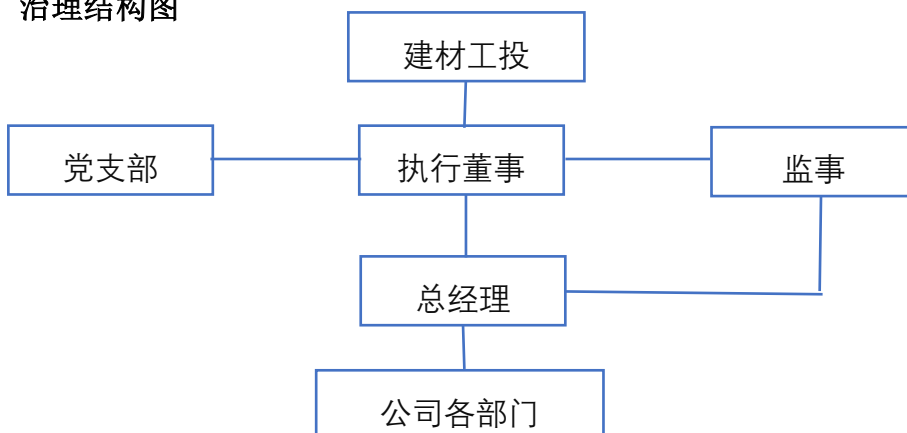 治理结构图
建材工投
党支部
执行董事
监事
总经理
公司各部门